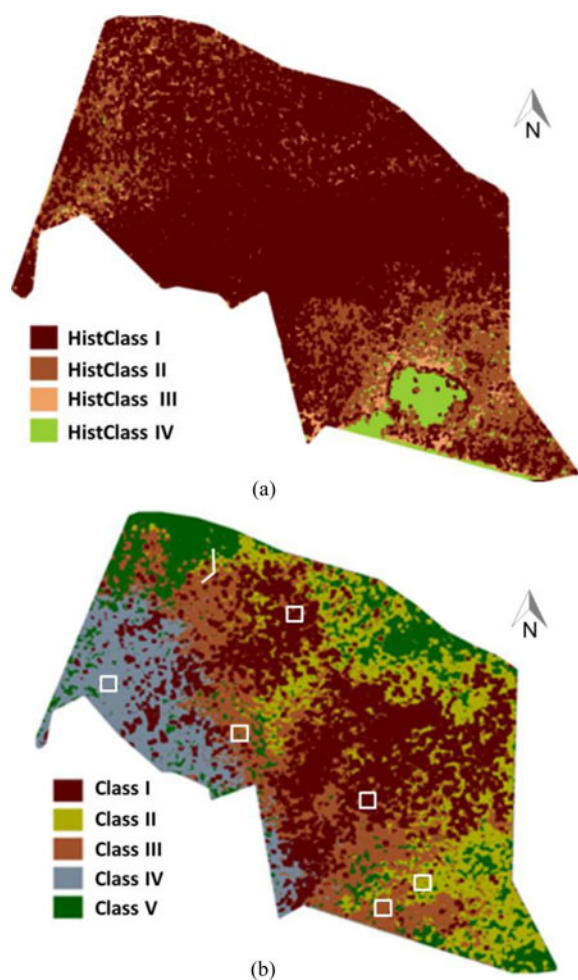 N
HistClass I
HistClass II
HistClass III
HistClass IV
(a)
N
Class I
Class II
Class III
Class IV
Class V
(b)